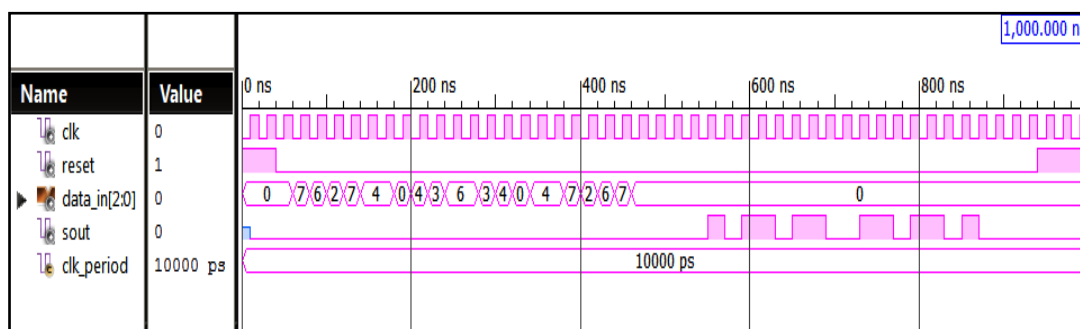 1,000.000 n
Name Value 0 ns 200 ns 400 ns 600 ns 800 ns
clk 0
reset 1
data_in[2:0] 0 0 7 6 2 7 4 0 4 3 6 3 4 0 4 7 2 6 7 0
sout 0
clk_period 10000 ps 10000 ps